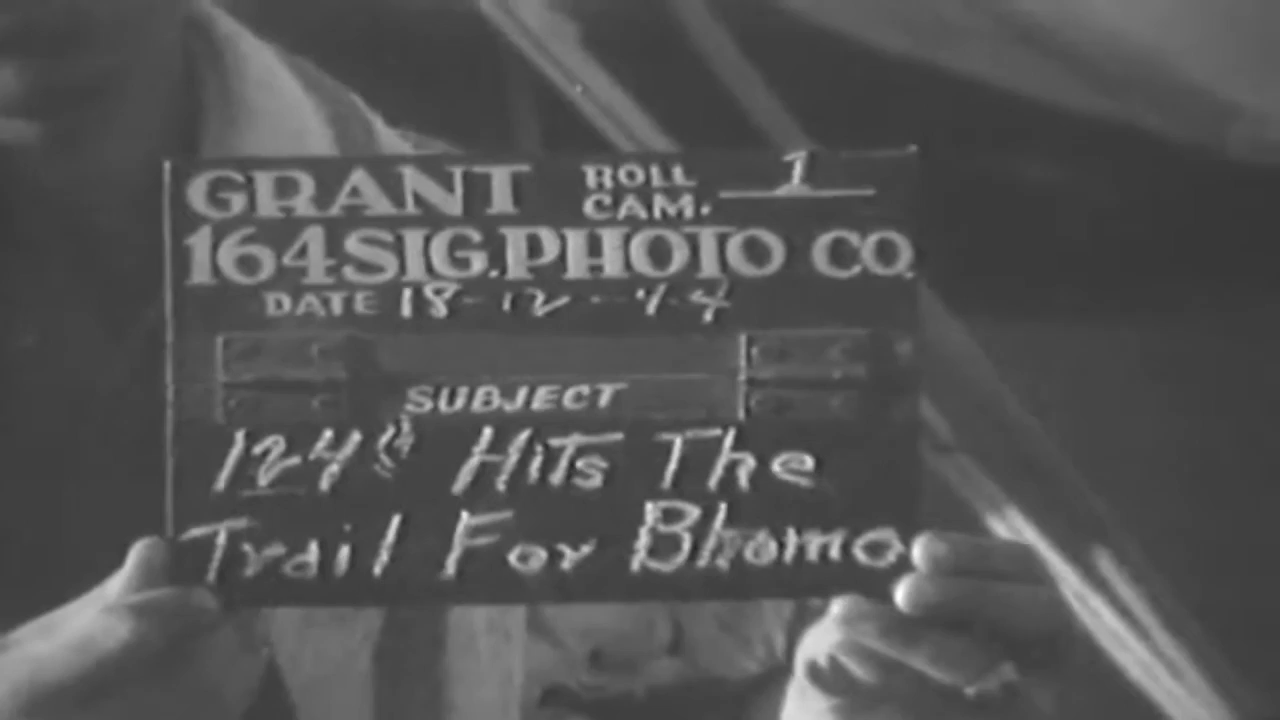 GRANT ROLL 1
CAM.
164 SIG. PHOTO CO.
DATE 18-12-44
SUBJECT
124th Hits The
Trail For Bhamo